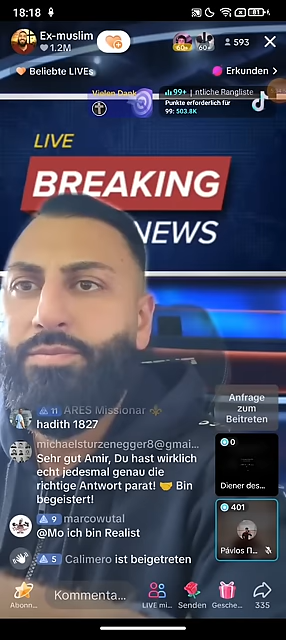 18:18
81
Ex-muslim
1.2M
60+
60+
593
Beliebte LIVEs
Erkunden
Vielen Dank
99+ | ntliche Rangliste
Punkte erforderlich für
99: 503.8K
LIVE
BREAKING
NEWS
Anfrage
zum
Beitreten
11 ARES Missionar
hadith 1827
michaelsturzenegger8@gmai...
Sehr gut Amir, Du hast wirklich
echt jedesmal genau die
richtige Antwort parat! 🤝 Bin
begeistert!
0
Diener des...
9 marcowutal
@Mo ich bin Realist
401
Pávlos Π...
5 Calimero ist beigetreten
Abonn...
Kommenta...
LIVE mi...
Senden
Gesche...
335